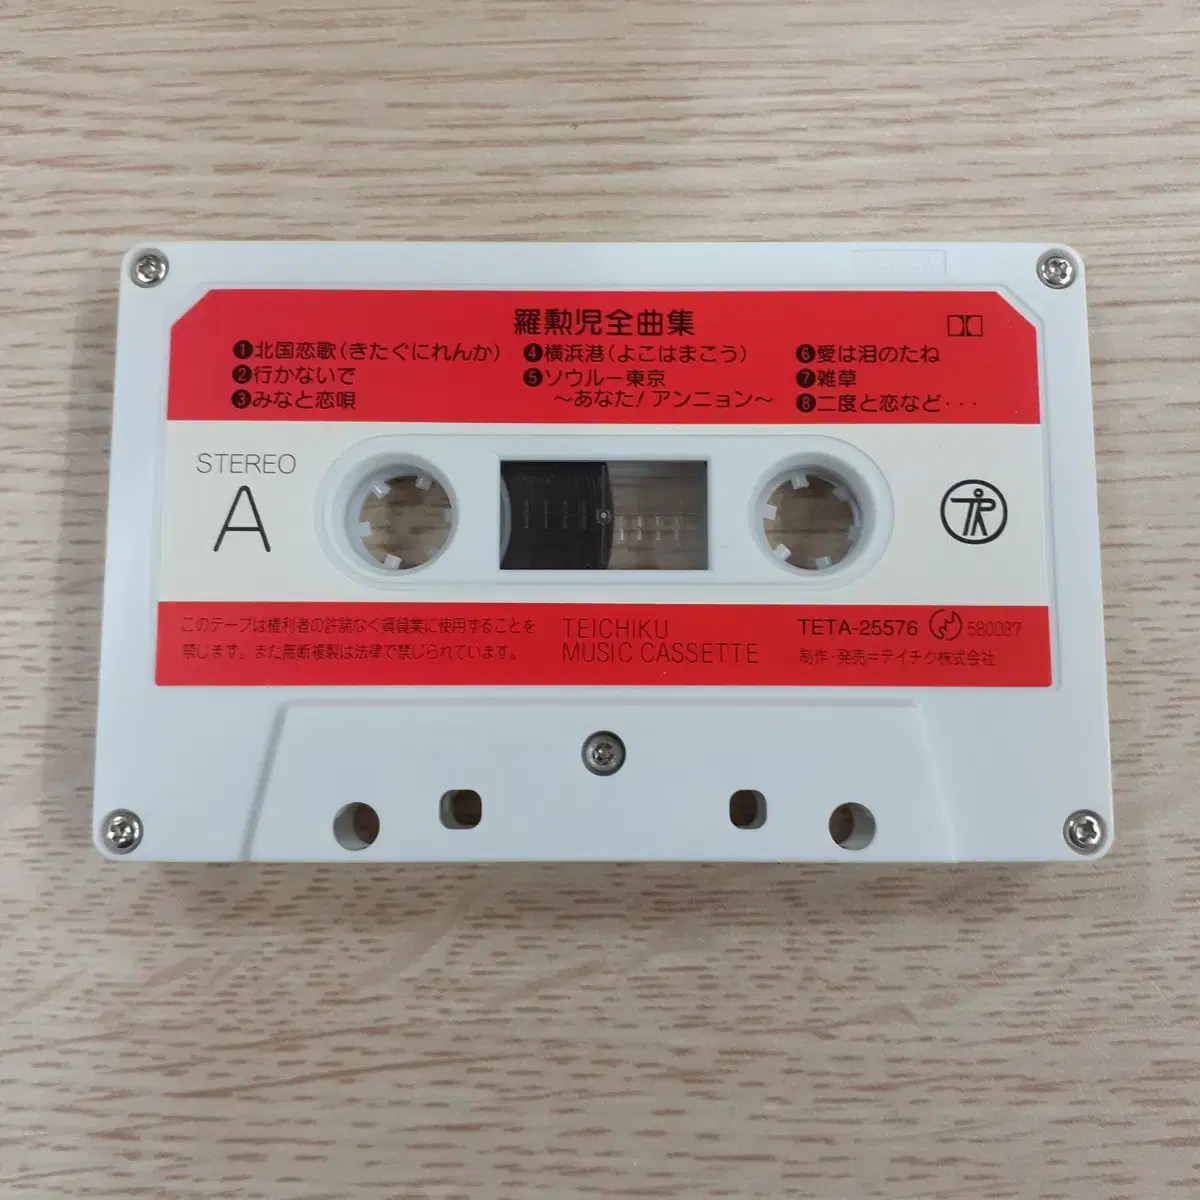 羅勲児全曲集
❶北国恋歌(きたぐにれんか)
❷行かないで
❸みなと恋唄
❹横浜港(よこはまこう)
❺ソウル－東京
～あなた!アンニョン～
❻愛は泪のたね
❼雑草
❽二度と恋など･･･
STEREO
A
このテープは権利者の許諾なく賃貸業に使用することを
禁じます。また無断複製は法律で禁じられています。
TEICHIKU
MUSIC CASSETTE
TETA-25576 580087
制作・発売＝テイチク株式会社